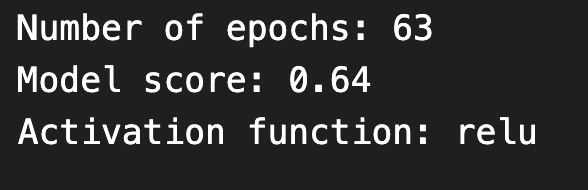 Number of epochs: 63
Model score: 0.64
Activation function: relu